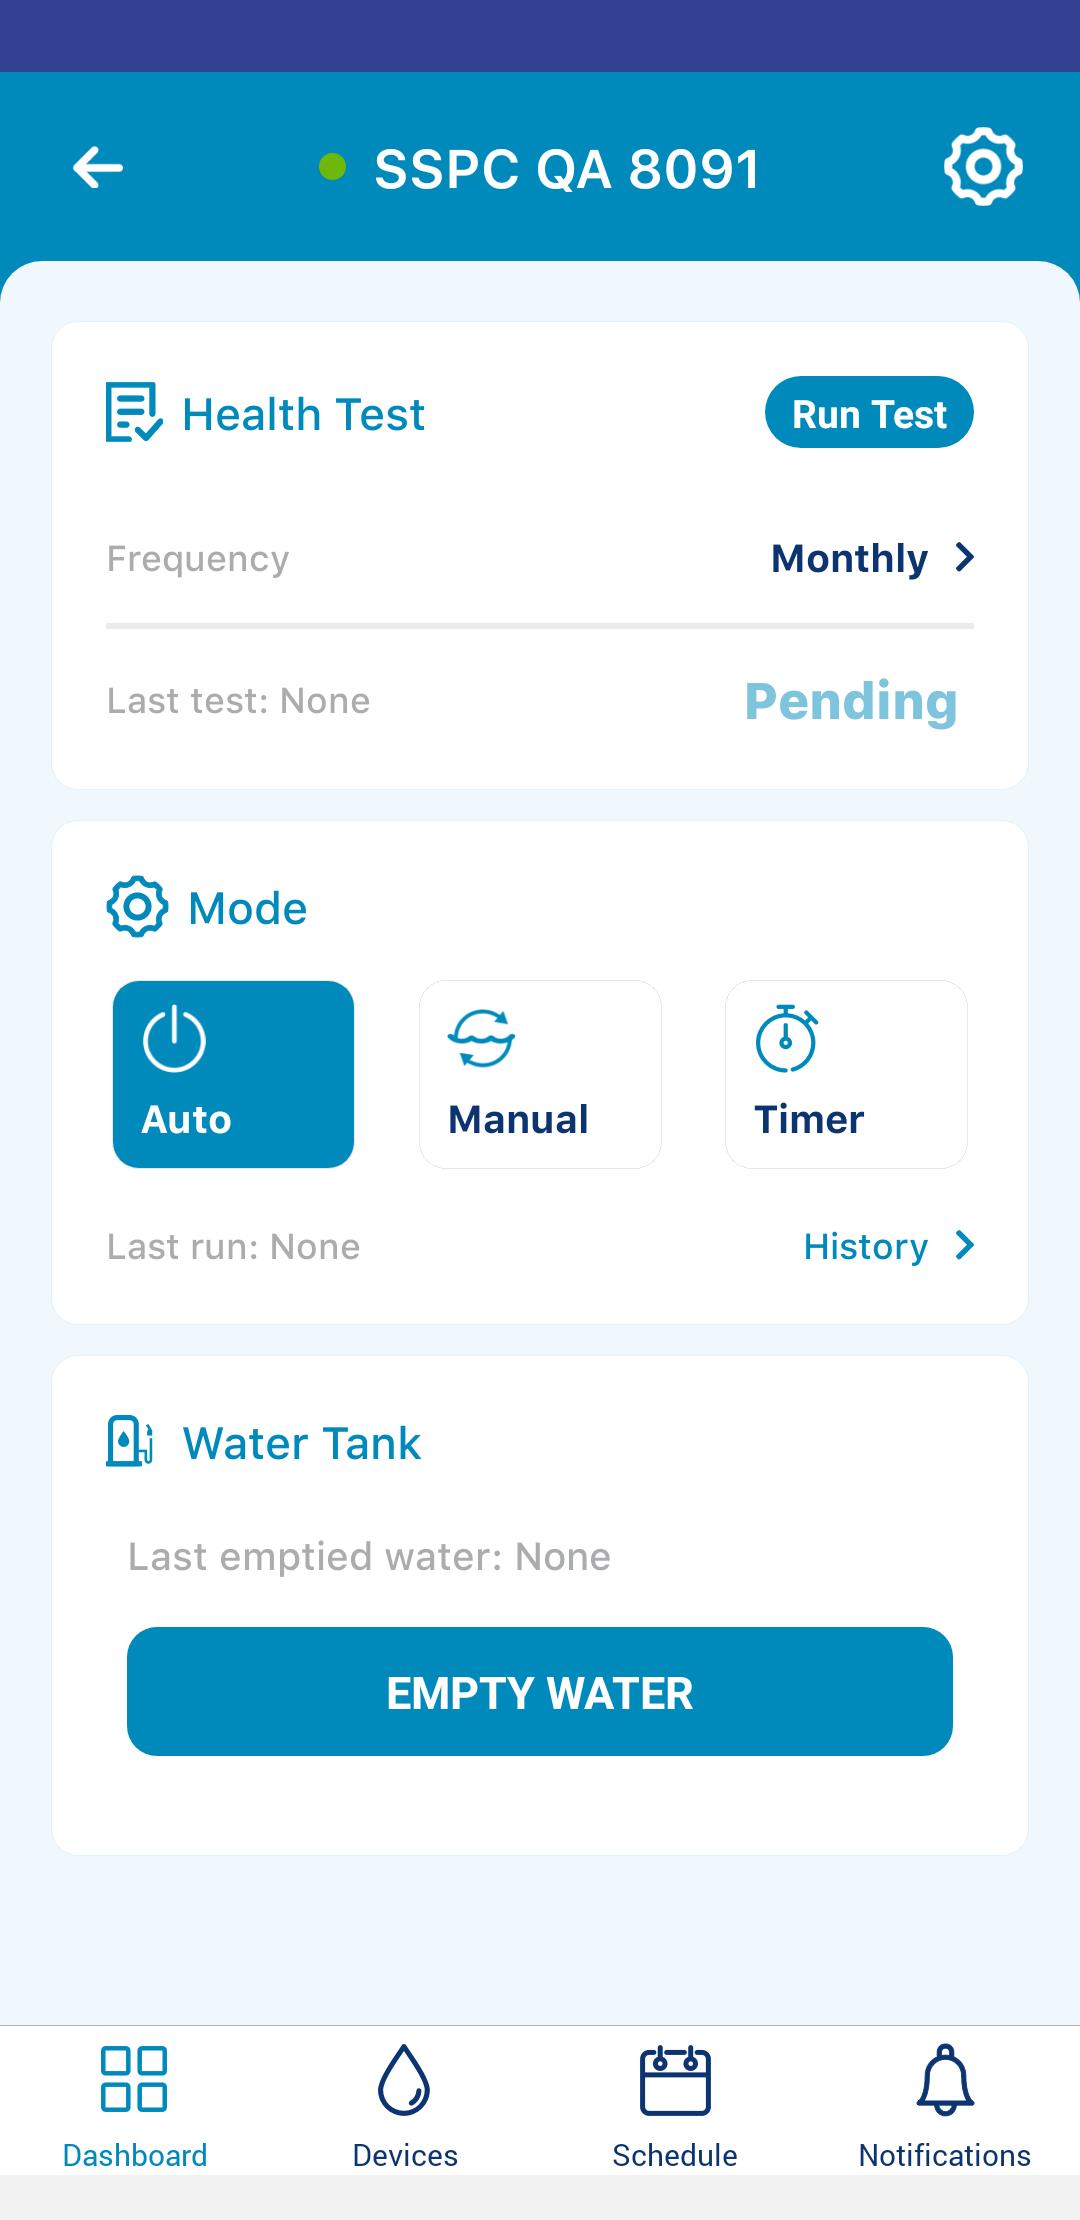 SSPC QA 8091
Health Test
Run Test
Frequency
Monthly
Last test: None
Pending
Mode
Auto
Manual
Timer
Last run: None
History
Water Tank
Last emptied water: None
EMPTY WATER
Dashboard
Devices
Schedule
Notifications